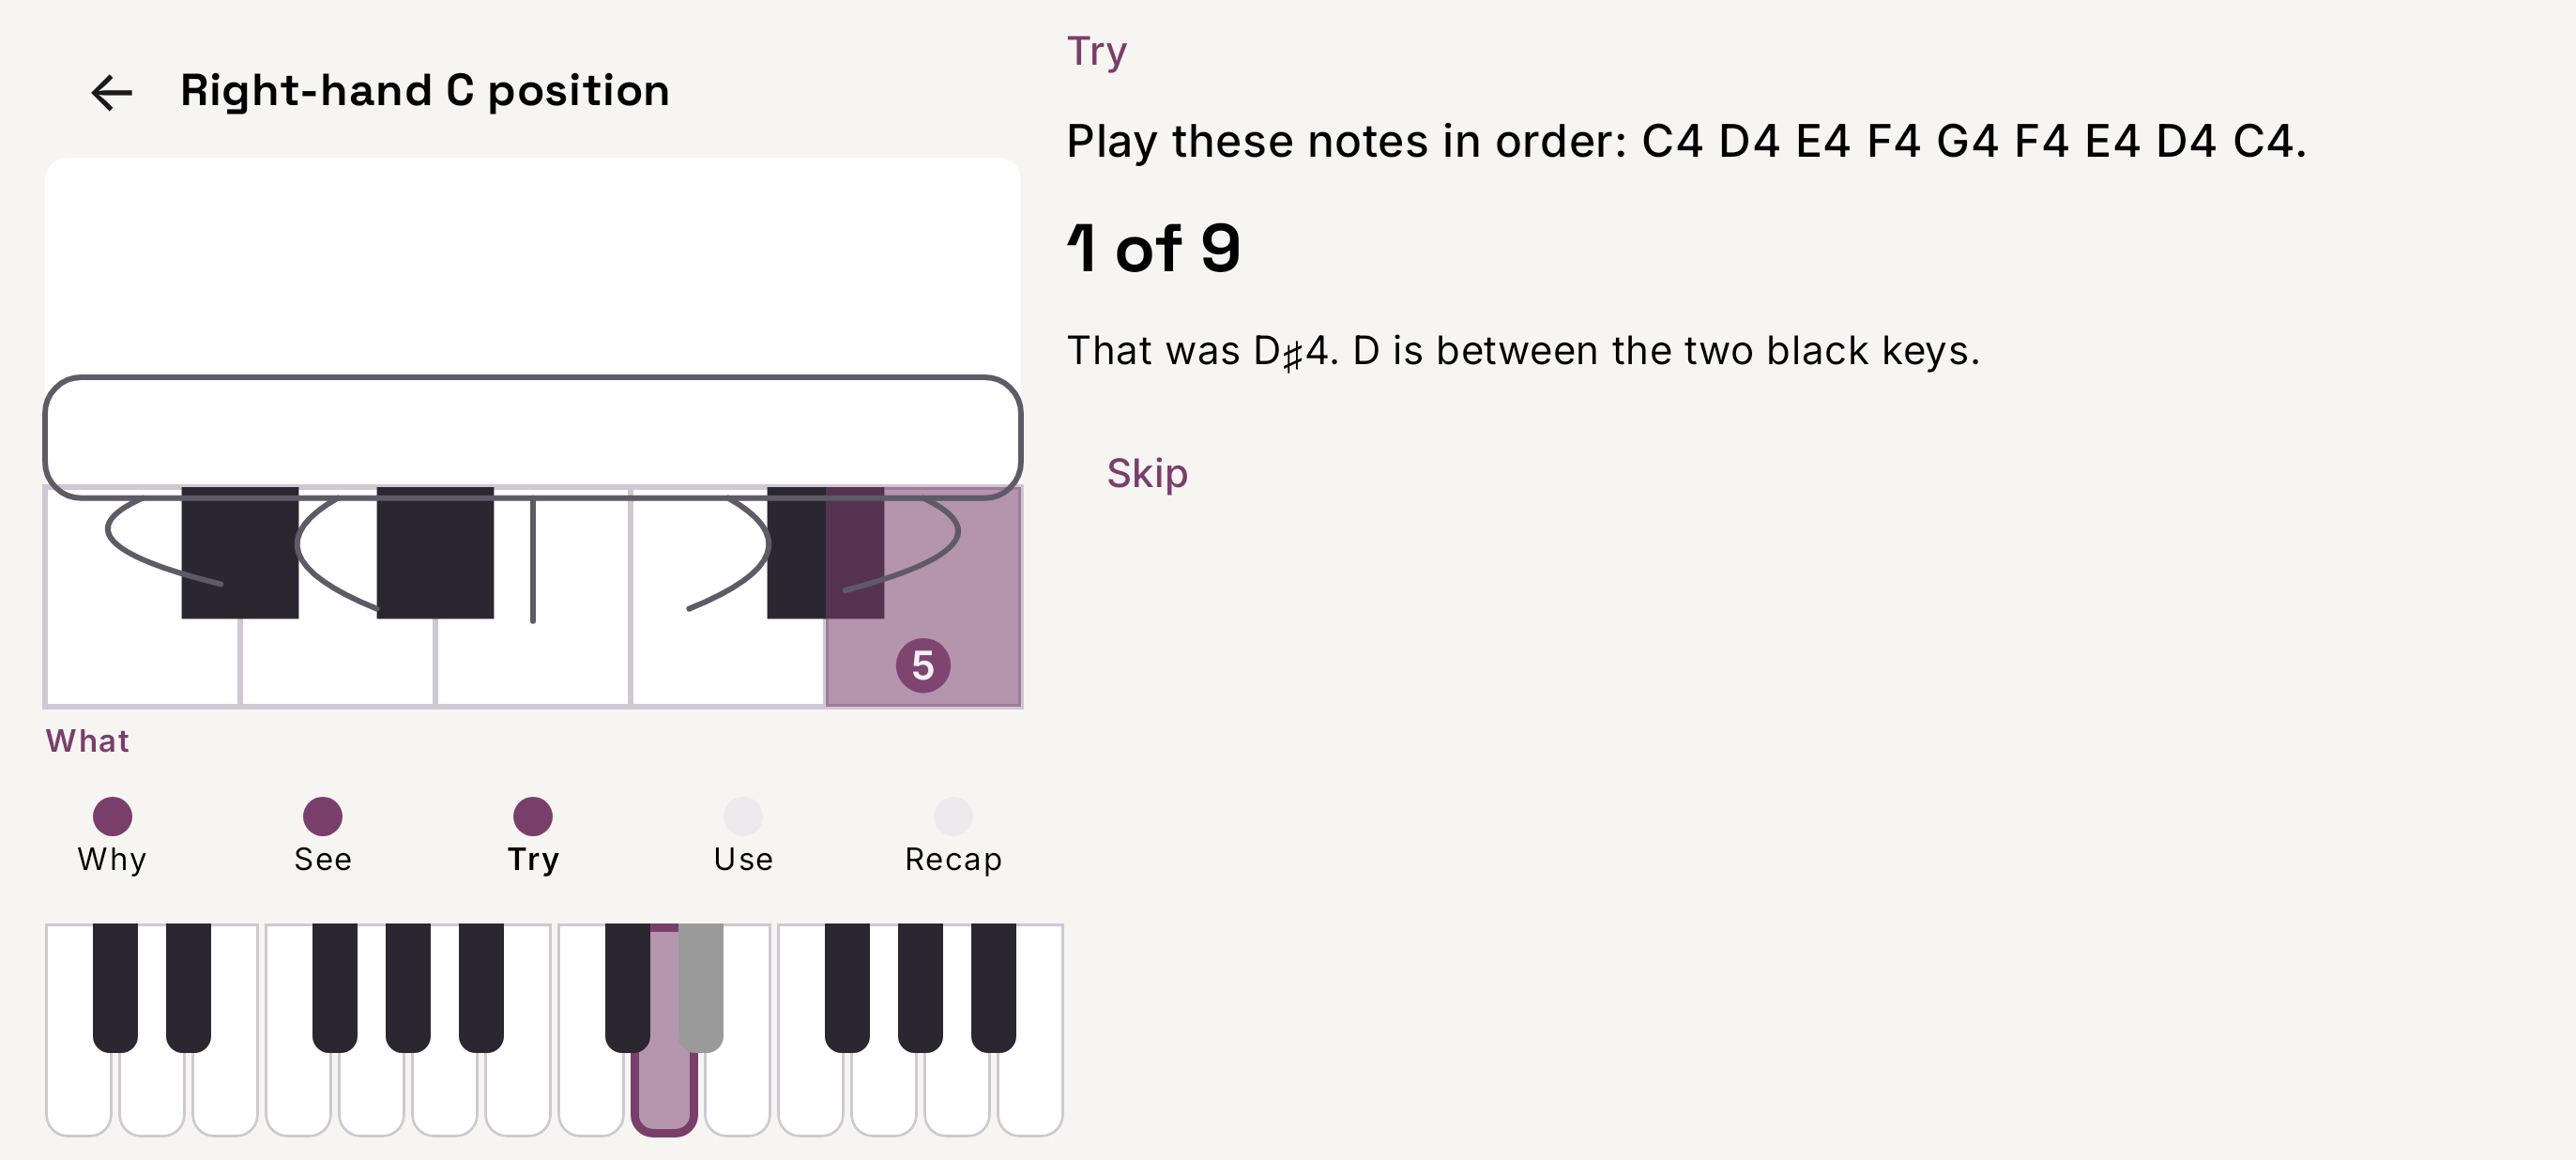 Right-hand C position
5
What
Why
See
Try
Use
Recap
Try
Play these notes in order: C4 D4 E4 F4 G4 F4 E4 D4 C4.
1 of 9
That was D♯4. D is between the two black keys.
Skip